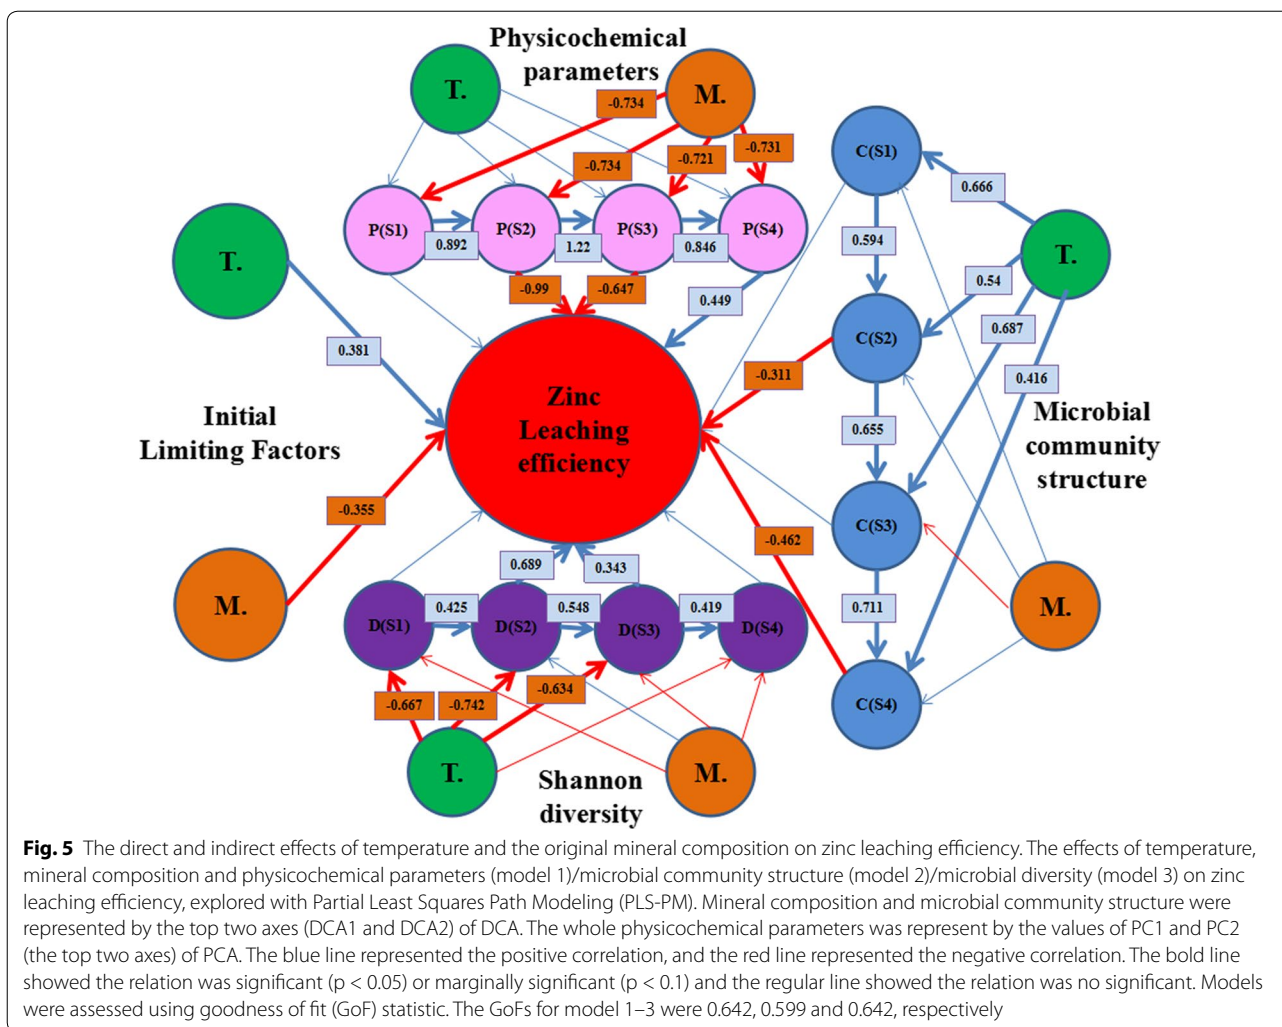 Physicochemical
parameters
T.
M.
-0.734
-0.734
-0.721
-0.731
P(S1)
P(S2)
P(S3)
P(S4)
0.892
1.22
0.846
-0.99
-0.647
0.449
T.
0.381
Initial
Limiting Factors
-0.355
M.
Zinc
Leaching
efficiency
C(S1)
0.666
0.594
T.
0.54
C(S2)
0.687
-0.311
0.416
Microbial
community
structure
0.655
C(S3)
-0.462
0.711
M.
C(S4)
0.689
0.343
D(S1)
0.425
D(S2)
0.548
D(S3)
0.419
D(S4)
-0.667
-0.742
-0.634
T.
M.
Shannon
diversity
Fig. 5 The direct and indirect effects of temperature and the original mineral composition on zinc leaching efficiency. The effects of temperature,
mineral composition and physicochemical parameters (model 1)/microbial community structure (model 2)/microbial diversity (model 3) on zinc
leaching efficiency, explored with Partial Least Squares Path Modeling (PLS-PM). Mineral composition and microbial community structure were
represented by the top two axes (DCA1 and DCA2) of DCA. The whole physicochemical parameters was represent by the values of PC1 and PC2
(the top two axes) of PCA. The blue line represented the positive correlation, and the red line represented the negative correlation. The bold line
showed the relation was significant (p < 0.05) or marginally significant (p < 0.1) and the regular line showed the relation was no significant. Models
were assessed using goodness of fit (GoF) statistic. The GoFs for model 1–3 were 0.642, 0.599 and 0.642, respectively